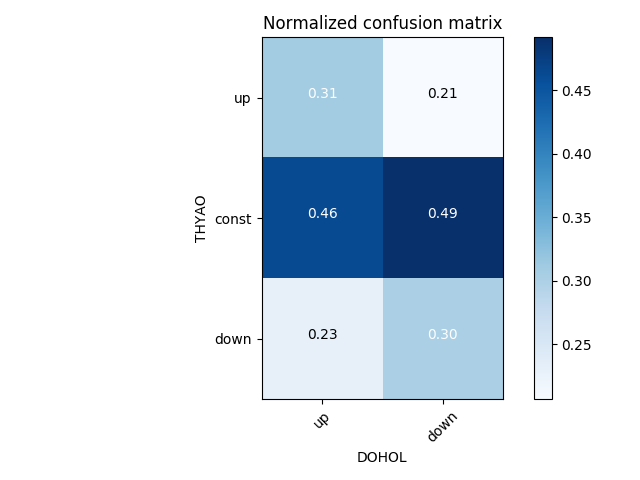 Normalized confusion matrix
THYAO
up
0.31
0.21
const
0.46
0.49
down
0.23
0.30
up
down
DOHOL
0.45
0.40
0.35
0.30
0.25